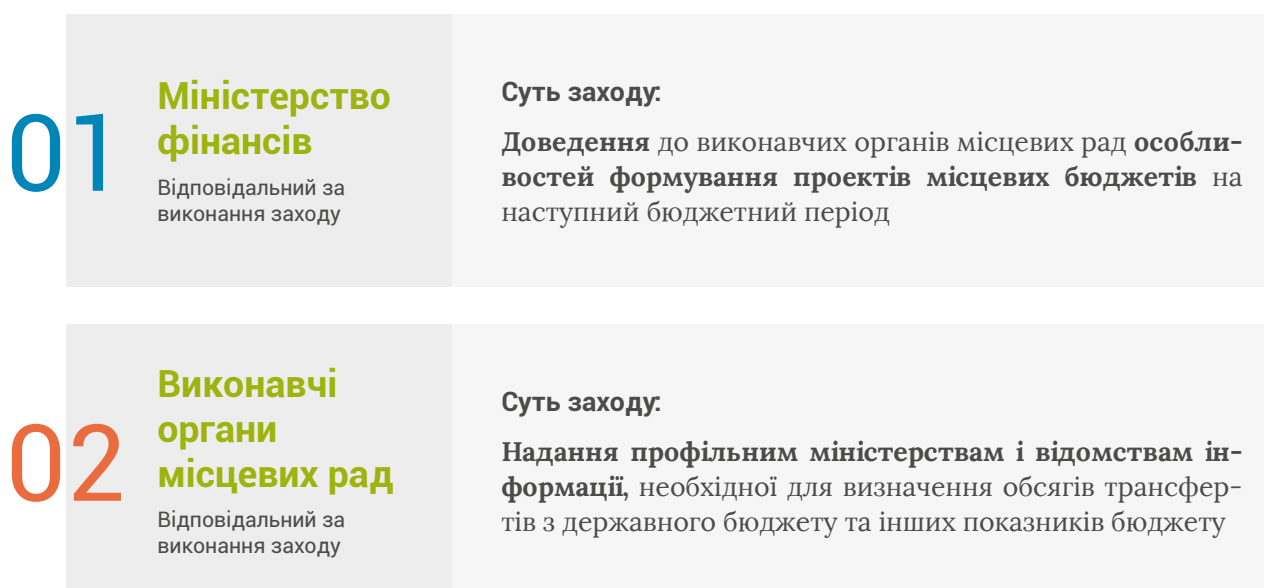 01
Міністерство
фінансів
Відповідальний за
виконання заходу
Суть заходу:
Доведення до виконавчих органів місцевих рад особли-
востей формування проектів місцевих бюджетів на
наступний бюджетний період
02
Виконавчі
органи
місцевих рад
Відповідальний за
виконання заходу
Суть заходу:
Надання профільним міністерствам і відомствам ін-
формації, необхідної для визначення обсягів трансфер-
тів з державного бюджету та інших показників бюджету